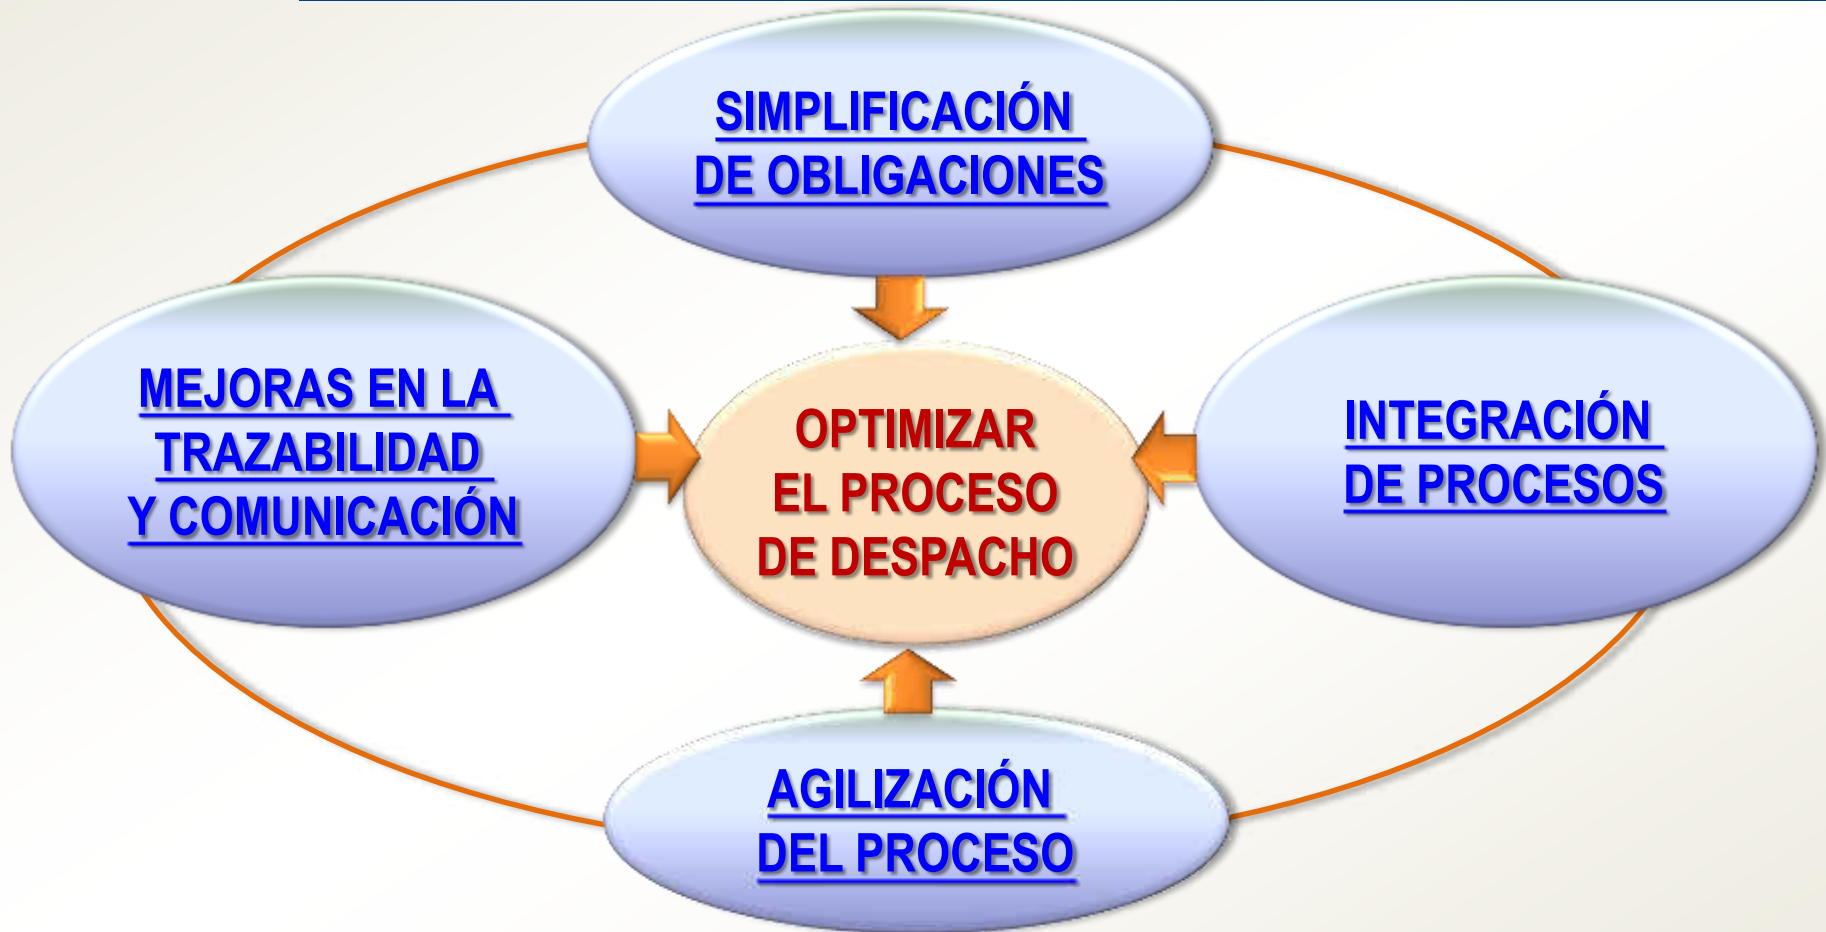 SIMPLIFICACIÓN
DE OBLIGACIONES
MEJORAS EN LA
TRAZABILIDAD
Y COMUNICACIÓN
OPTIMIZAR
EL PROCESO
DE DESPACHO
INTEGRACIÓN
DE PROCESOS
AGILIZACIÓN
DEL PROCESO